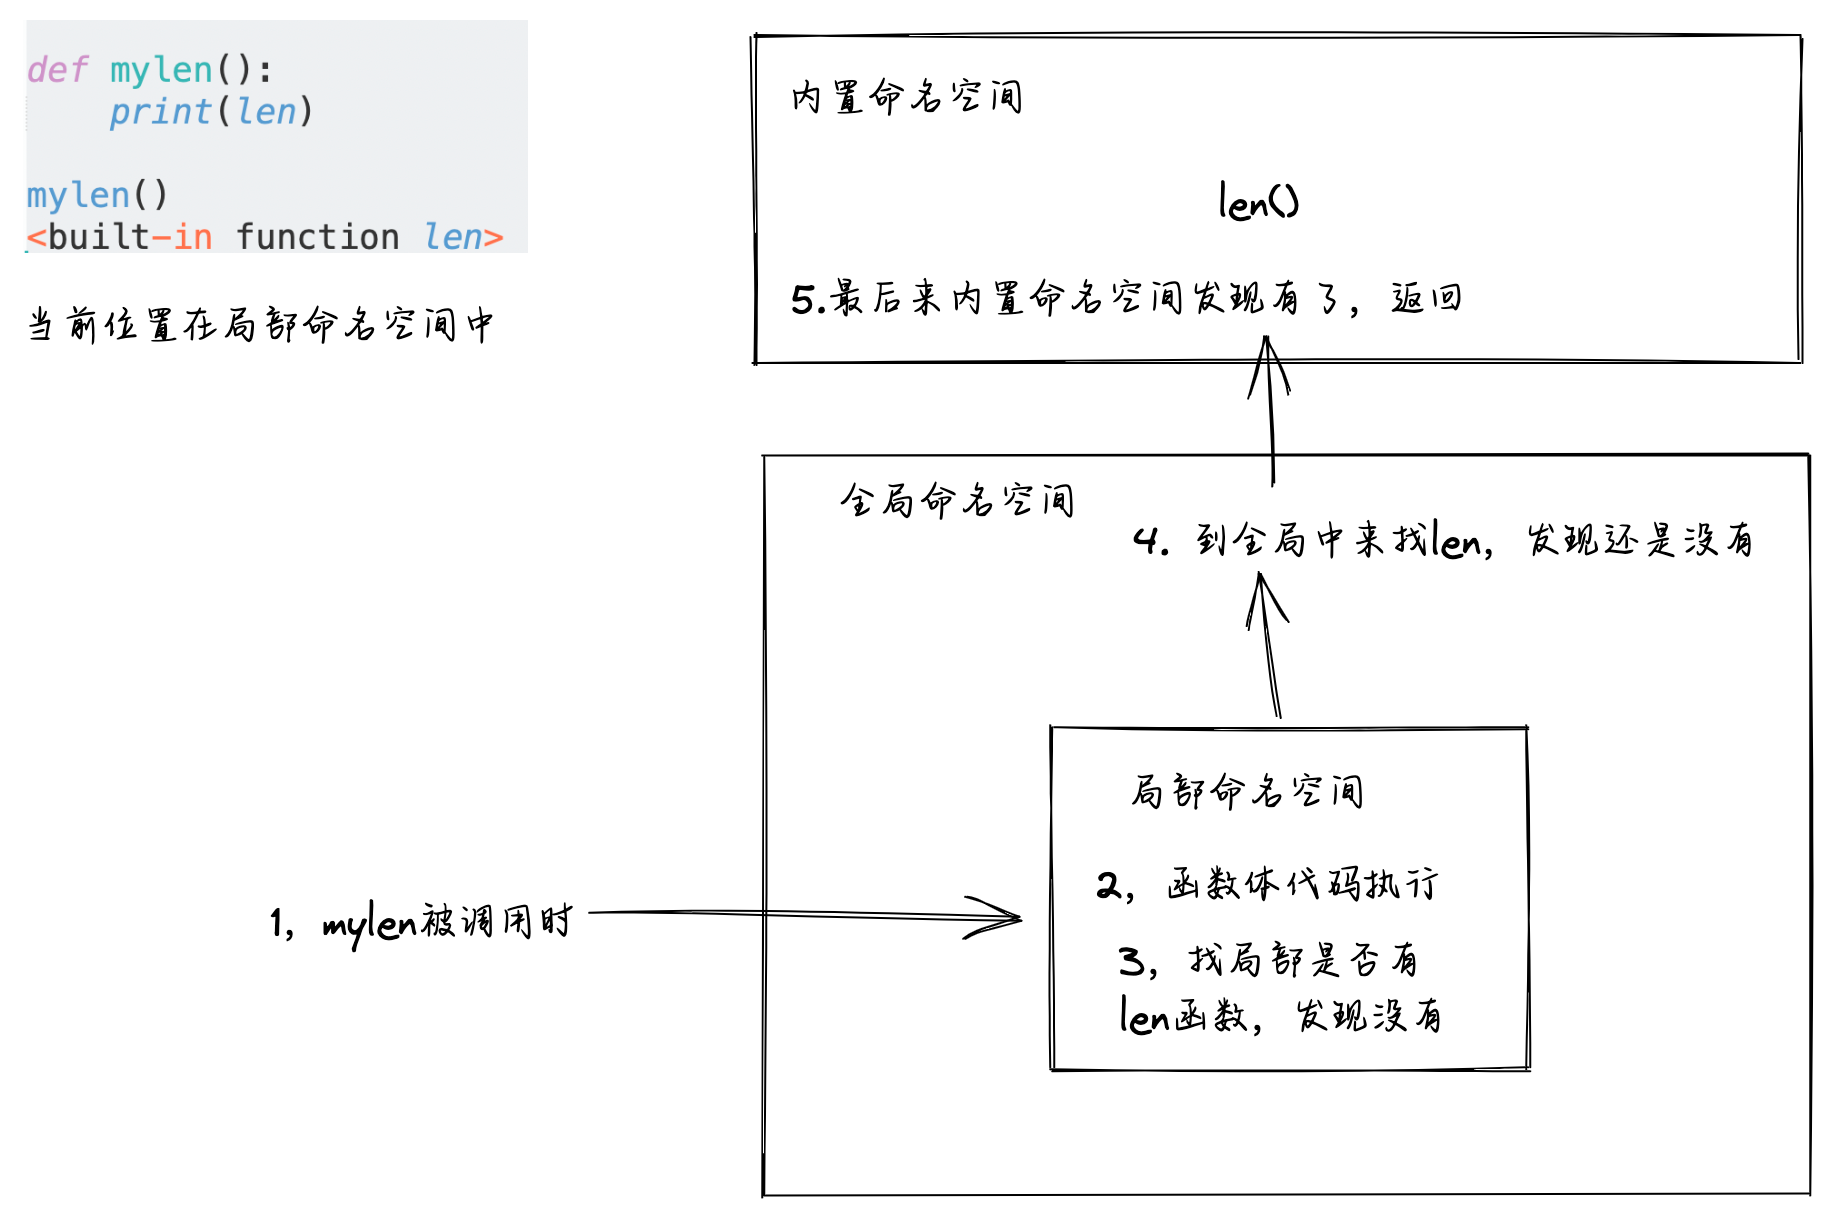 def mylen():
    print(len)
mylen()
<built-in function len>
当前位置在局部命名空间中
内置命名空间
len()
5.最后来内置命名空间发现有了，返回
全局命名空间
4. 到全局中来找len，发现还是没有
局部命名空间
2，函数体代码执行
1，mylen被调用时
3，找局部是否有
len函数，发现没有